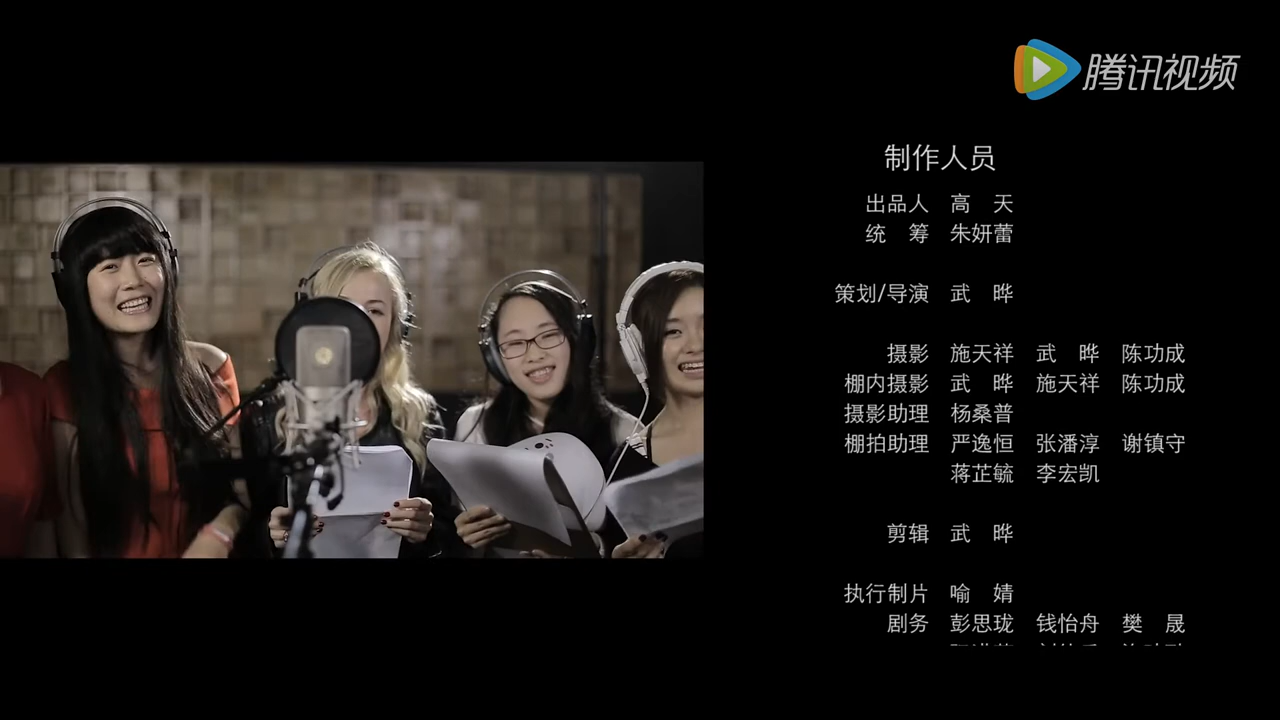 腾讯视频
制作人员
出品人 高 天
统 筹 朱妍蕾
策划/导演 武 晔
摄影 施天祥 武 晔 陈功成
棚内摄影 武 晔 施天祥 陈功成
摄影助理 杨桑普
棚拍助理 严逸恒 张潘淳 谢镇守
蒋芷毓 李宏凯
剪辑 武 晔
执行制片 喻 婧
剧务 彭思珑 钱怡舟 樊 晟